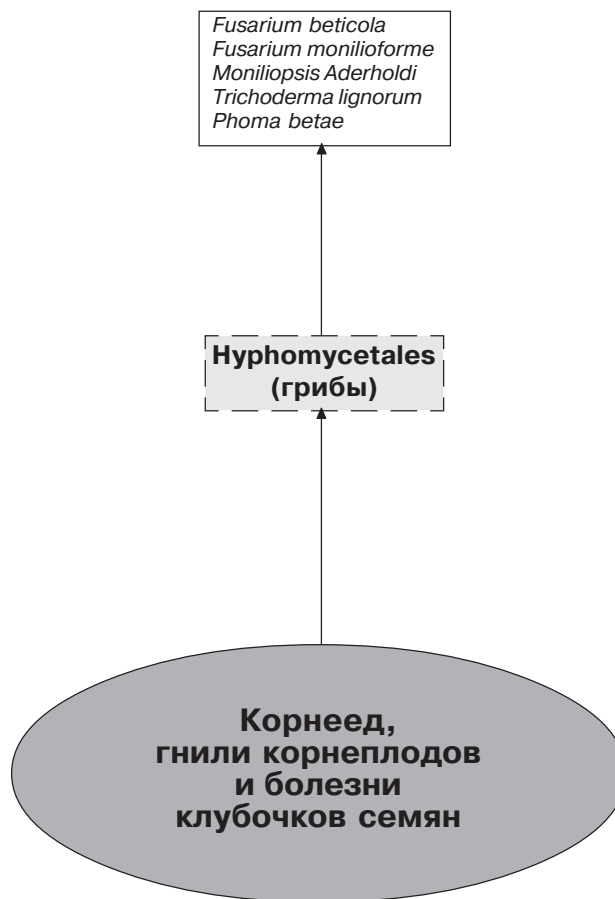 Fusarium beticola
Fusarium monilioforme
Moniliopsis Aderholdi
Trichoderma lignorum
Phoma betae
Hyphomycetales
(грибы)
Корнеед,
гнили корнеплодов
и болезни
клубочков семян